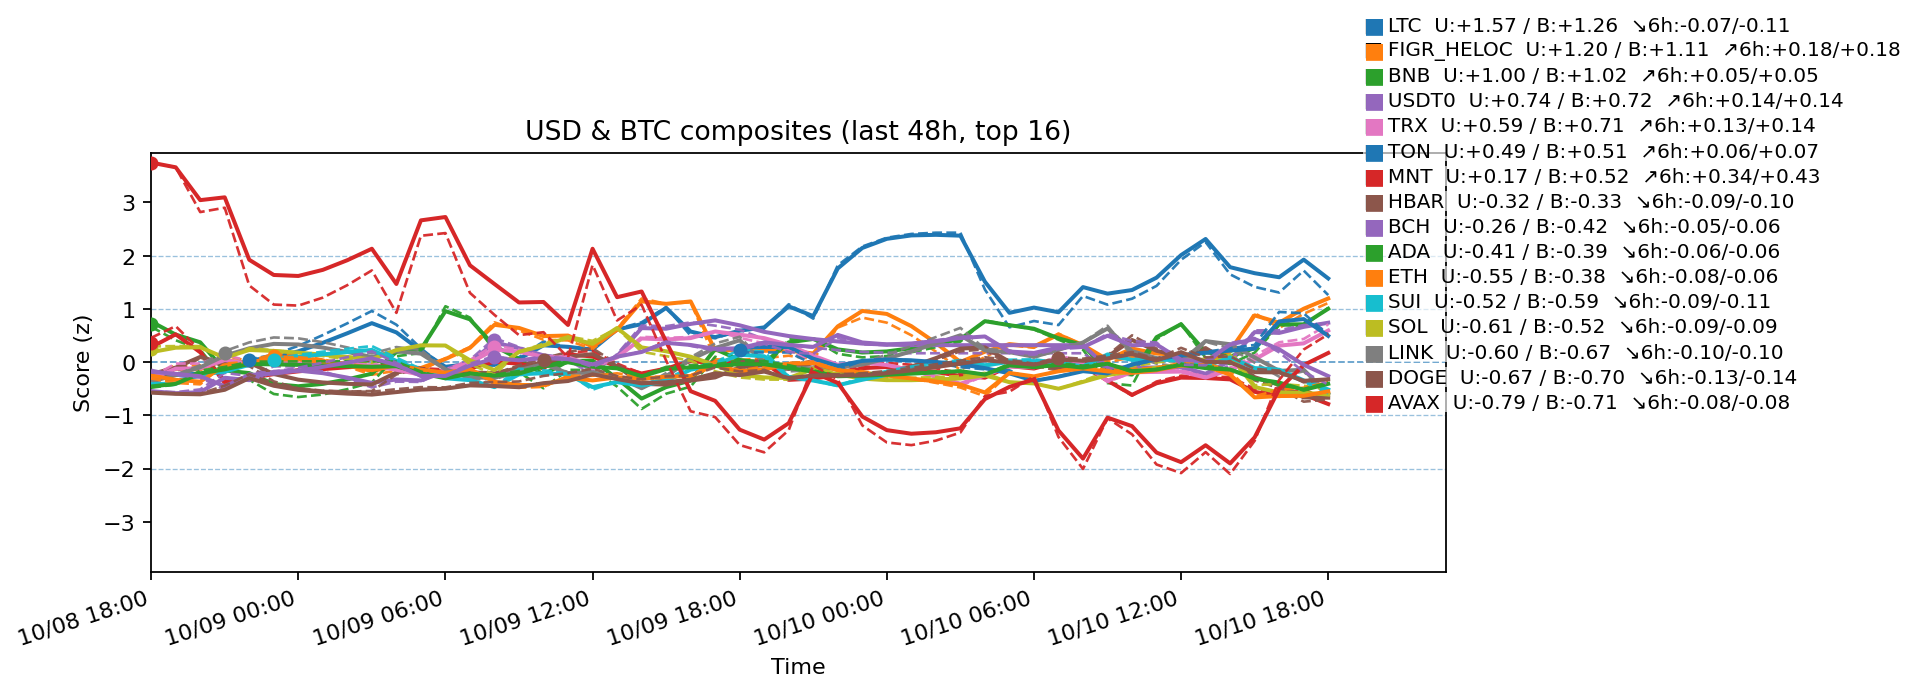 LTC U:+1.57 / B:+1.26 ↘6h:-0.07/-0.11
FIGR_HELOC U:+1.20 / B:+1.11 ↗6h:+0.18/+0.18
BNB U:+1.00 / B:+1.02 ↗6h:+0.05/+0.05
USDT0 U:+0.74 / B:+0.72 ↗6h:+0.14/+0.14
TRX U:+0.59 / B:+0.71 ↗6h:+0.13/+0.14
TON U:+0.49 / B:+0.51 ↗6h:+0.06/+0.07
MNT U:+0.17 / B:+0.52 ↗6h:+0.34/+0.43
HBAR U:-0.32 / B:-0.33 ↘6h:-0.09/-0.10
BCH U:-0.26 / B:-0.42 ↘6h:-0.05/-0.06
ADA U:-0.41 / B:-0.39 ↘6h:-0.06/-0.06
ETH U:-0.55 / B:-0.38 ↘6h:-0.08/-0.06
SUI U:-0.52 / B:-0.59 ↘6h:-0.09/-0.11
SOL U:-0.61 / B:-0.52 ↘6h:-0.09/-0.09
LINK U:-0.60 / B:-0.67 ↘6h:-0.10/-0.10
DOGE U:-0.67 / B:-0.70 ↘6h:-0.13/-0.14
AVAX U:-0.79 / B:-0.71 ↘6h:-0.08/-0.08
USD & BTC composites (last 48h, top 16)
Score (z)
3
2
1
0
−1
−2
−3
10/08 18:00
10/09 00:00
10/09 06:00
10/09 12:00
10/09 18:00
10/10 00:00
10/10 06:00
10/10 12:00
10/10 18:00
Time